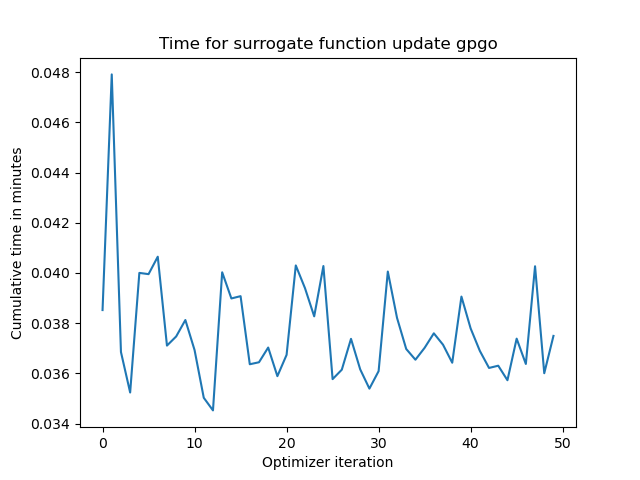 Time for surrogate function update gpgo
0.048
0.046
0.044
0.042
0.040
0.038
0.036
0.034
Cumulative time in minutes
0 10 20 30 40 50
Optimizer iteration